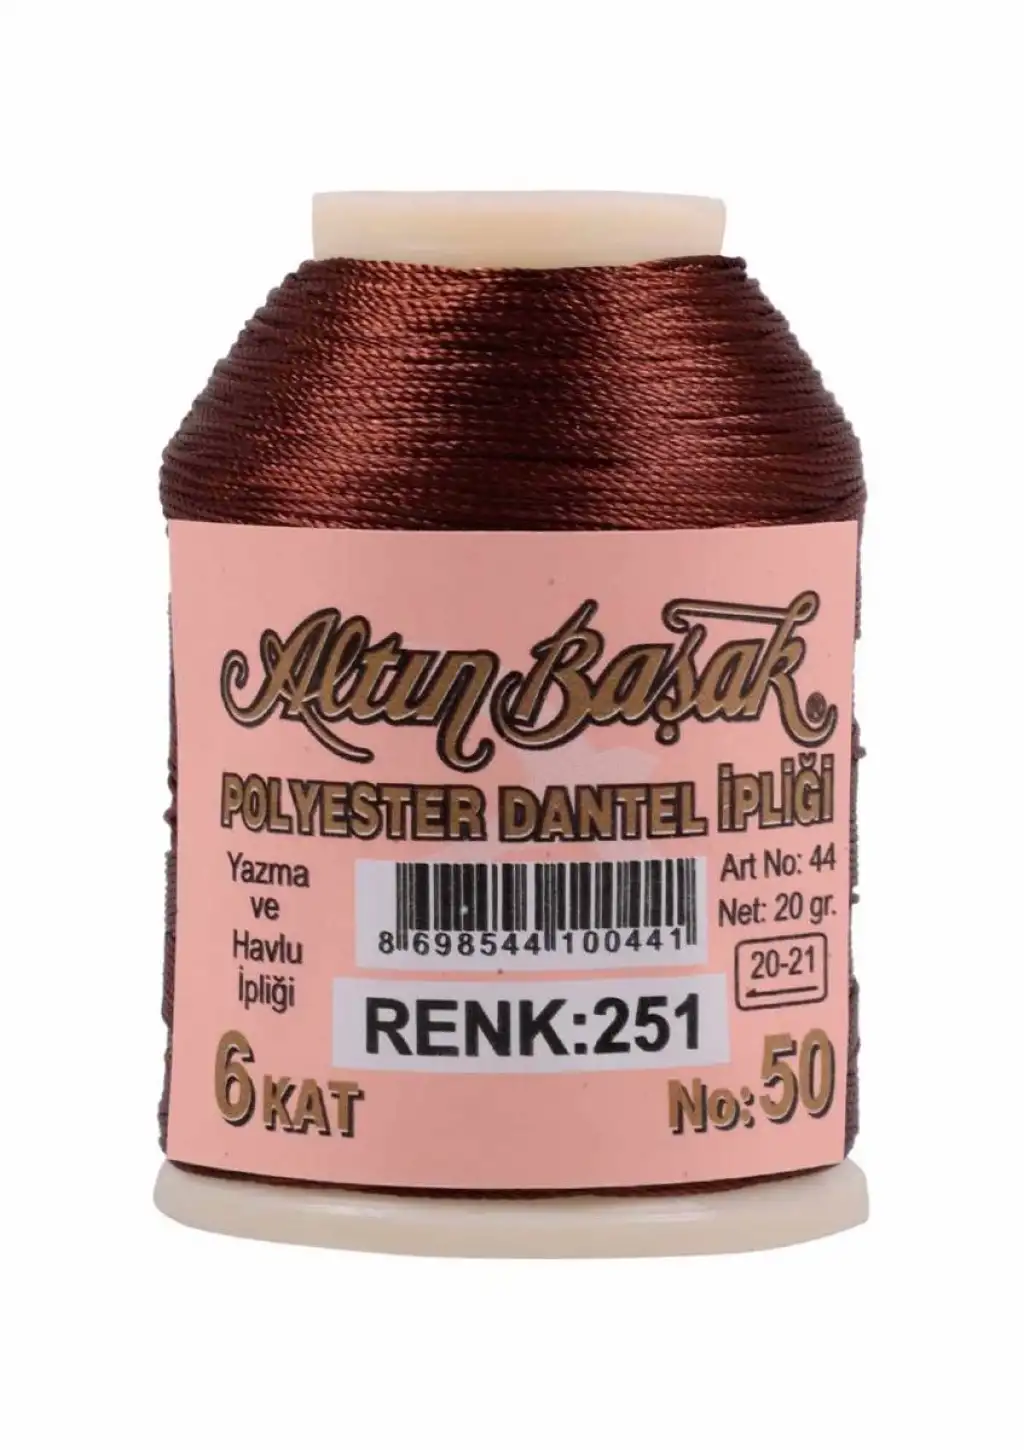 Altın Başak ®
POLYESTER DANTEL İPLİĞİ
Yazma
ve
Havlu
İpliği
8 698544 100441
Art No: 44
Net: 20 gr.
20-21
RENK:251
6 KAT
No: 50